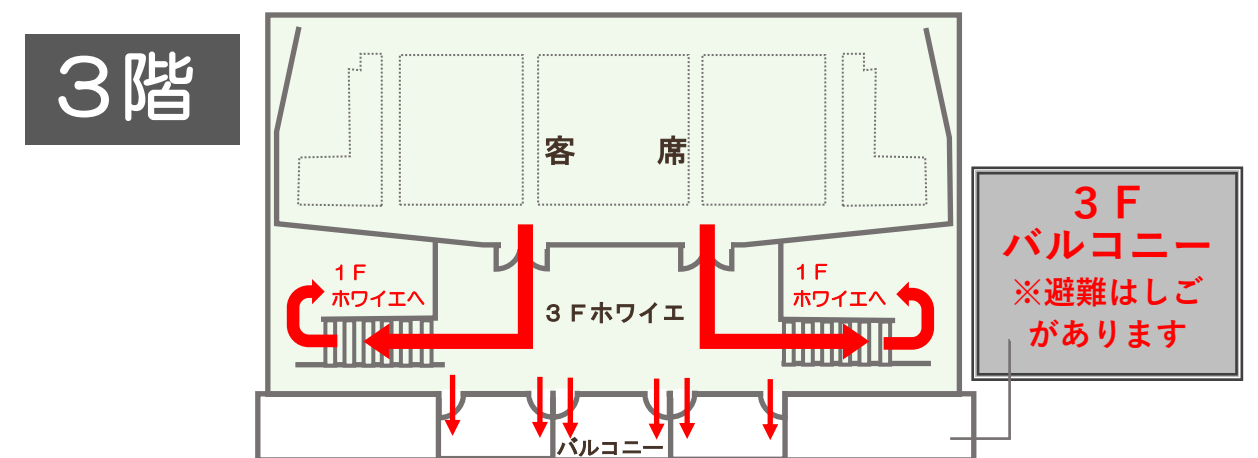 ３階
客　席
１F
ホワイエへ
３Fホワイエ
１F
ホワイエへ
バルコニー
３F
バルコニー
※避難はしご
があります